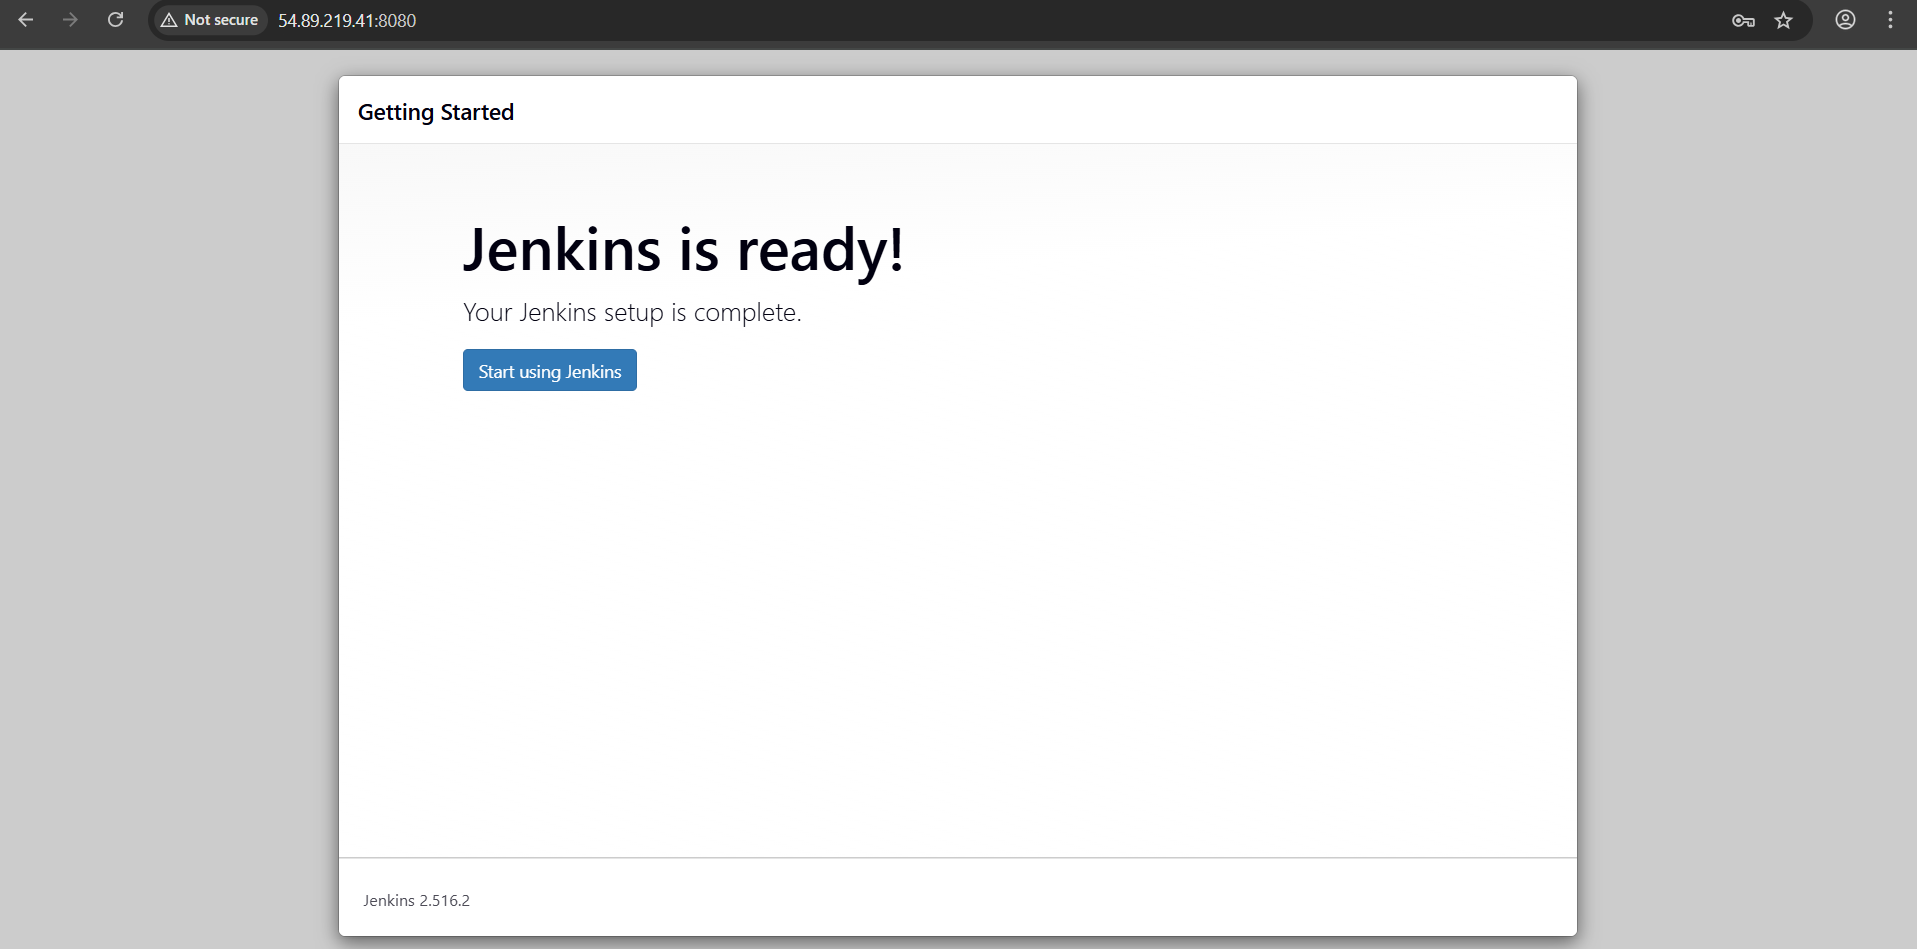 Not secure 54.89.219.41:8080
Getting Started
Jenkins is ready!
Your Jenkins setup is complete.
Start using Jenkins
Jenkins 2.516.2